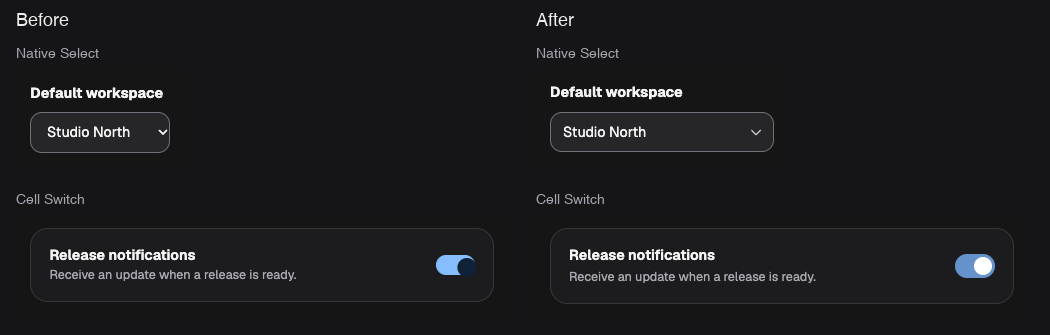 Before
Native Select
Default workspace
Studio North
Cell Switch
Release notifications
Receive an update when a release is ready.
After
Native Select
Default workspace
Studio North
Cell Switch
Release notifications
Receive an update when a release is ready.